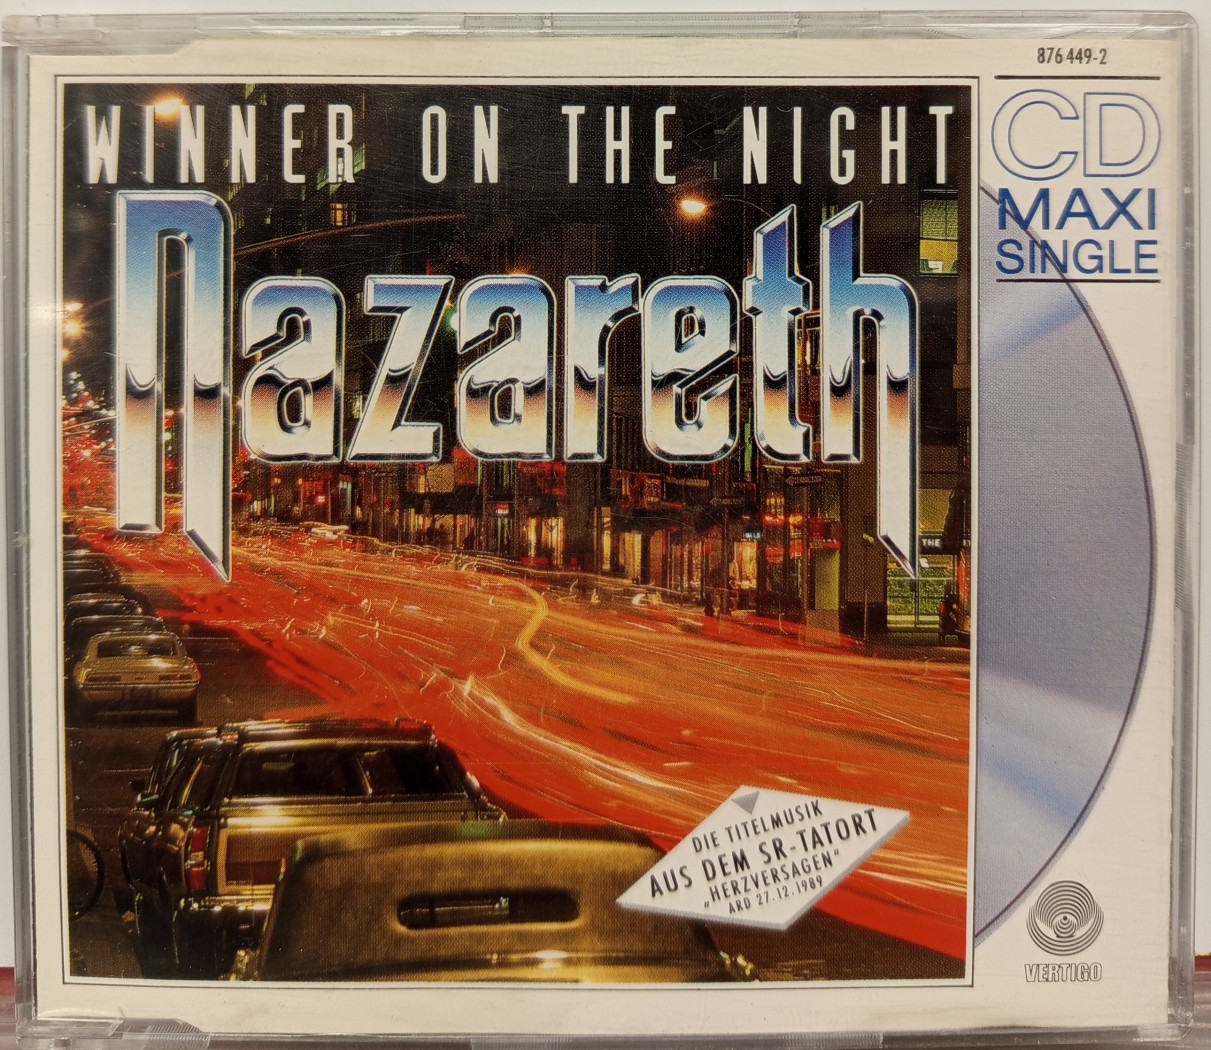 876 449-2
WINNER ON THE NIGHT
CD
MAXI
SINGLE
Nazareth
THE
DIE TITELMUSIK
AUS DEM SR-TATORT
„HERZVERSAGEN“
ARD 27.12.1989
VERTIGO